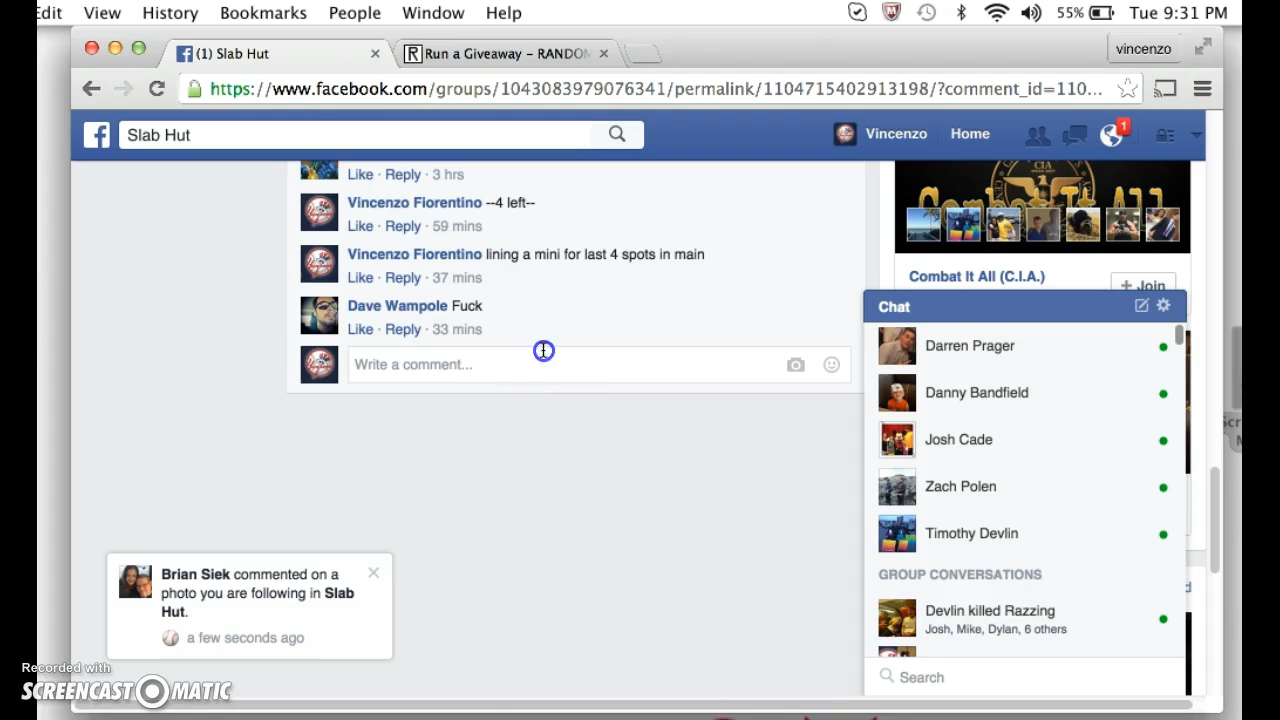 Edit View History Bookmarks People Window Help 55% Tue 9:31 PM
(1) Slab Hut Run a Giveaway – RANDOM vincenzo
https://www.facebook.com/groups/1043083979076341/permalink/1104715402913198/?comment_id=110...
Slab Hut Vincenzo Home 1
Like · Reply · 3 hrs
Vincenzo Fiorentino --4 left--
Like · Reply · 59 mins
Vincenzo Fiorentino lining a mini for last 4 spots in main
Like · Reply · 37 mins
Dave Wampole Fuck
Like · Reply · 33 mins
Write a comment...
CIA
Combat It All
Combat It All (C.I.A.)
+ Join
Chat
Darren Prager
Danny Bandfield
Josh Cade
Zach Polen
Timothy Devlin
GROUP CONVERSATIONS
Devlin killed Razzing
Josh, Mike, Dylan, 6 others
Search
Brian Siek commented on a
photo you are following in Slab
Hut.
a few seconds ago
Recorded with
SCREENCAST MATIC